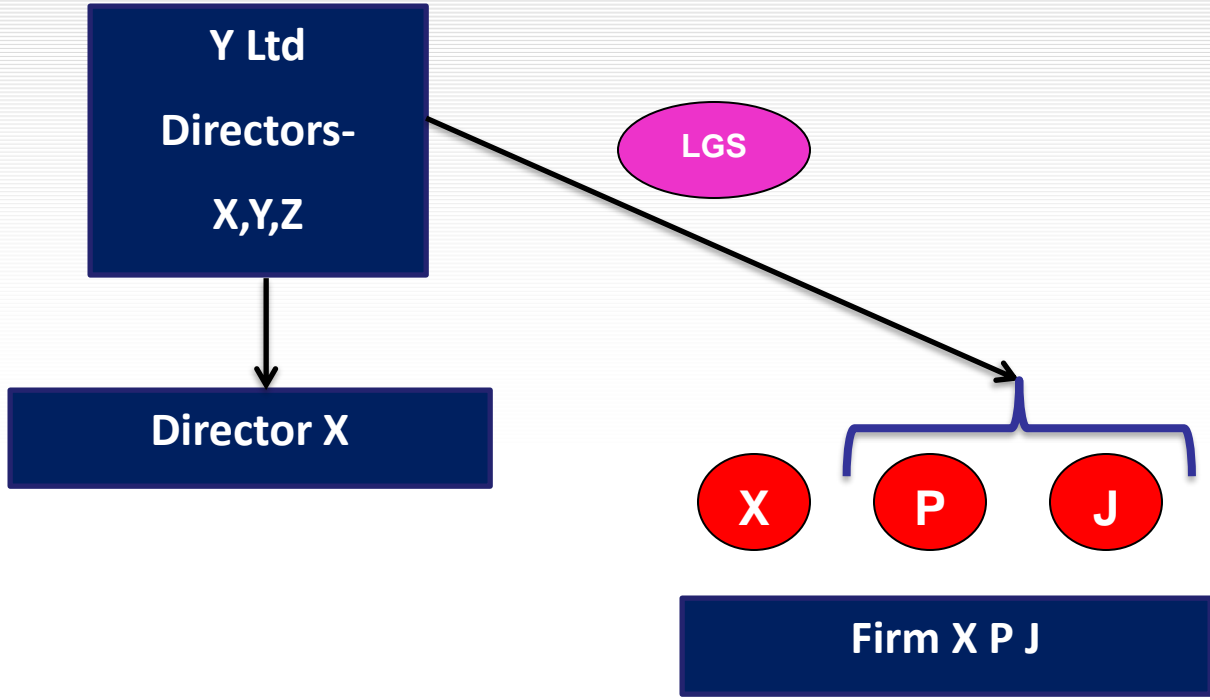 Y Ltd
Directors-
X,Y,Z
LGS
Director X
X
P
J
Firm X P J